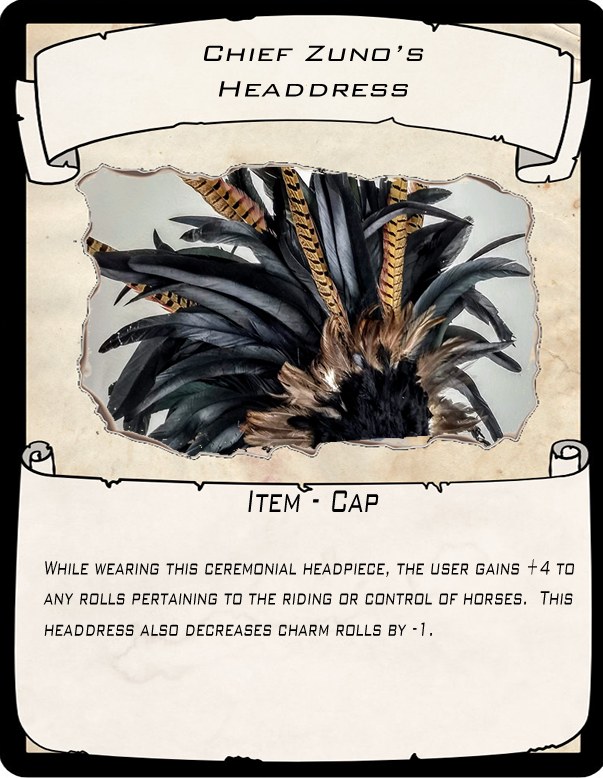 Chief Zuno's
Headdress
Item - Cap
While wearing this ceremonial headpiece, the user gains +4 to
any rolls pertaining to the riding or control of horses.  This
headdress also decreases charm rolls by -1.